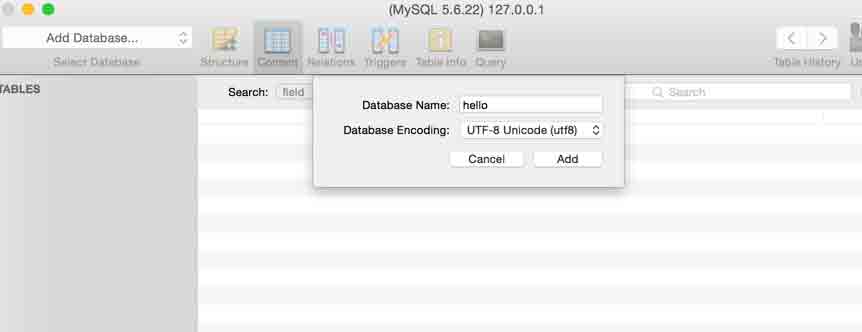 (MySQL 5.6.22) 127.0.0.1
Add Database...
Select Database
Structure
Content
Relations
Triggers
Table Info
Query
Table History
TABLES
Search:
field
Search
Database Name:
hello
Database Encoding:
UTF-8 Unicode (utf8)
Cancel
Add